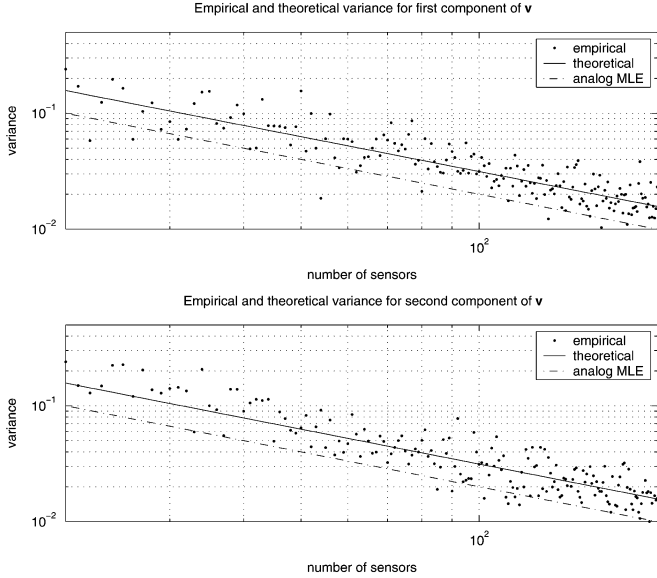 Empirical and theoretical variance for first component of v
empirical
theoretical
analog MLE
variance
10^-1
10^-2
10^2
number of sensors
Empirical and theoretical variance for second component of v
empirical
theoretical
analog MLE
variance
10^-1
10^-2
10^2
number of sensors